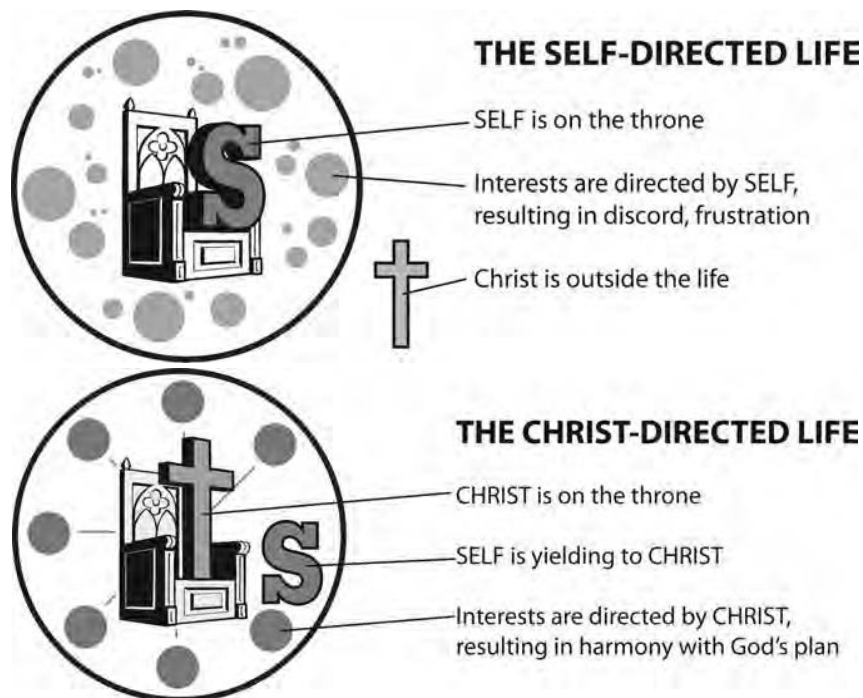 THE SELF-DIRECTED LIFE
SELF is on the throne
S
Interests are directed by SELF,
resulting in discord, frustration
Christ is outside the life
THE CHRIST-DIRECTED LIFE
CHRIST is on the throne
S
SELF is yielding to CHRIST
Interests are directed by CHRIST,
resulting in harmony with God's plan